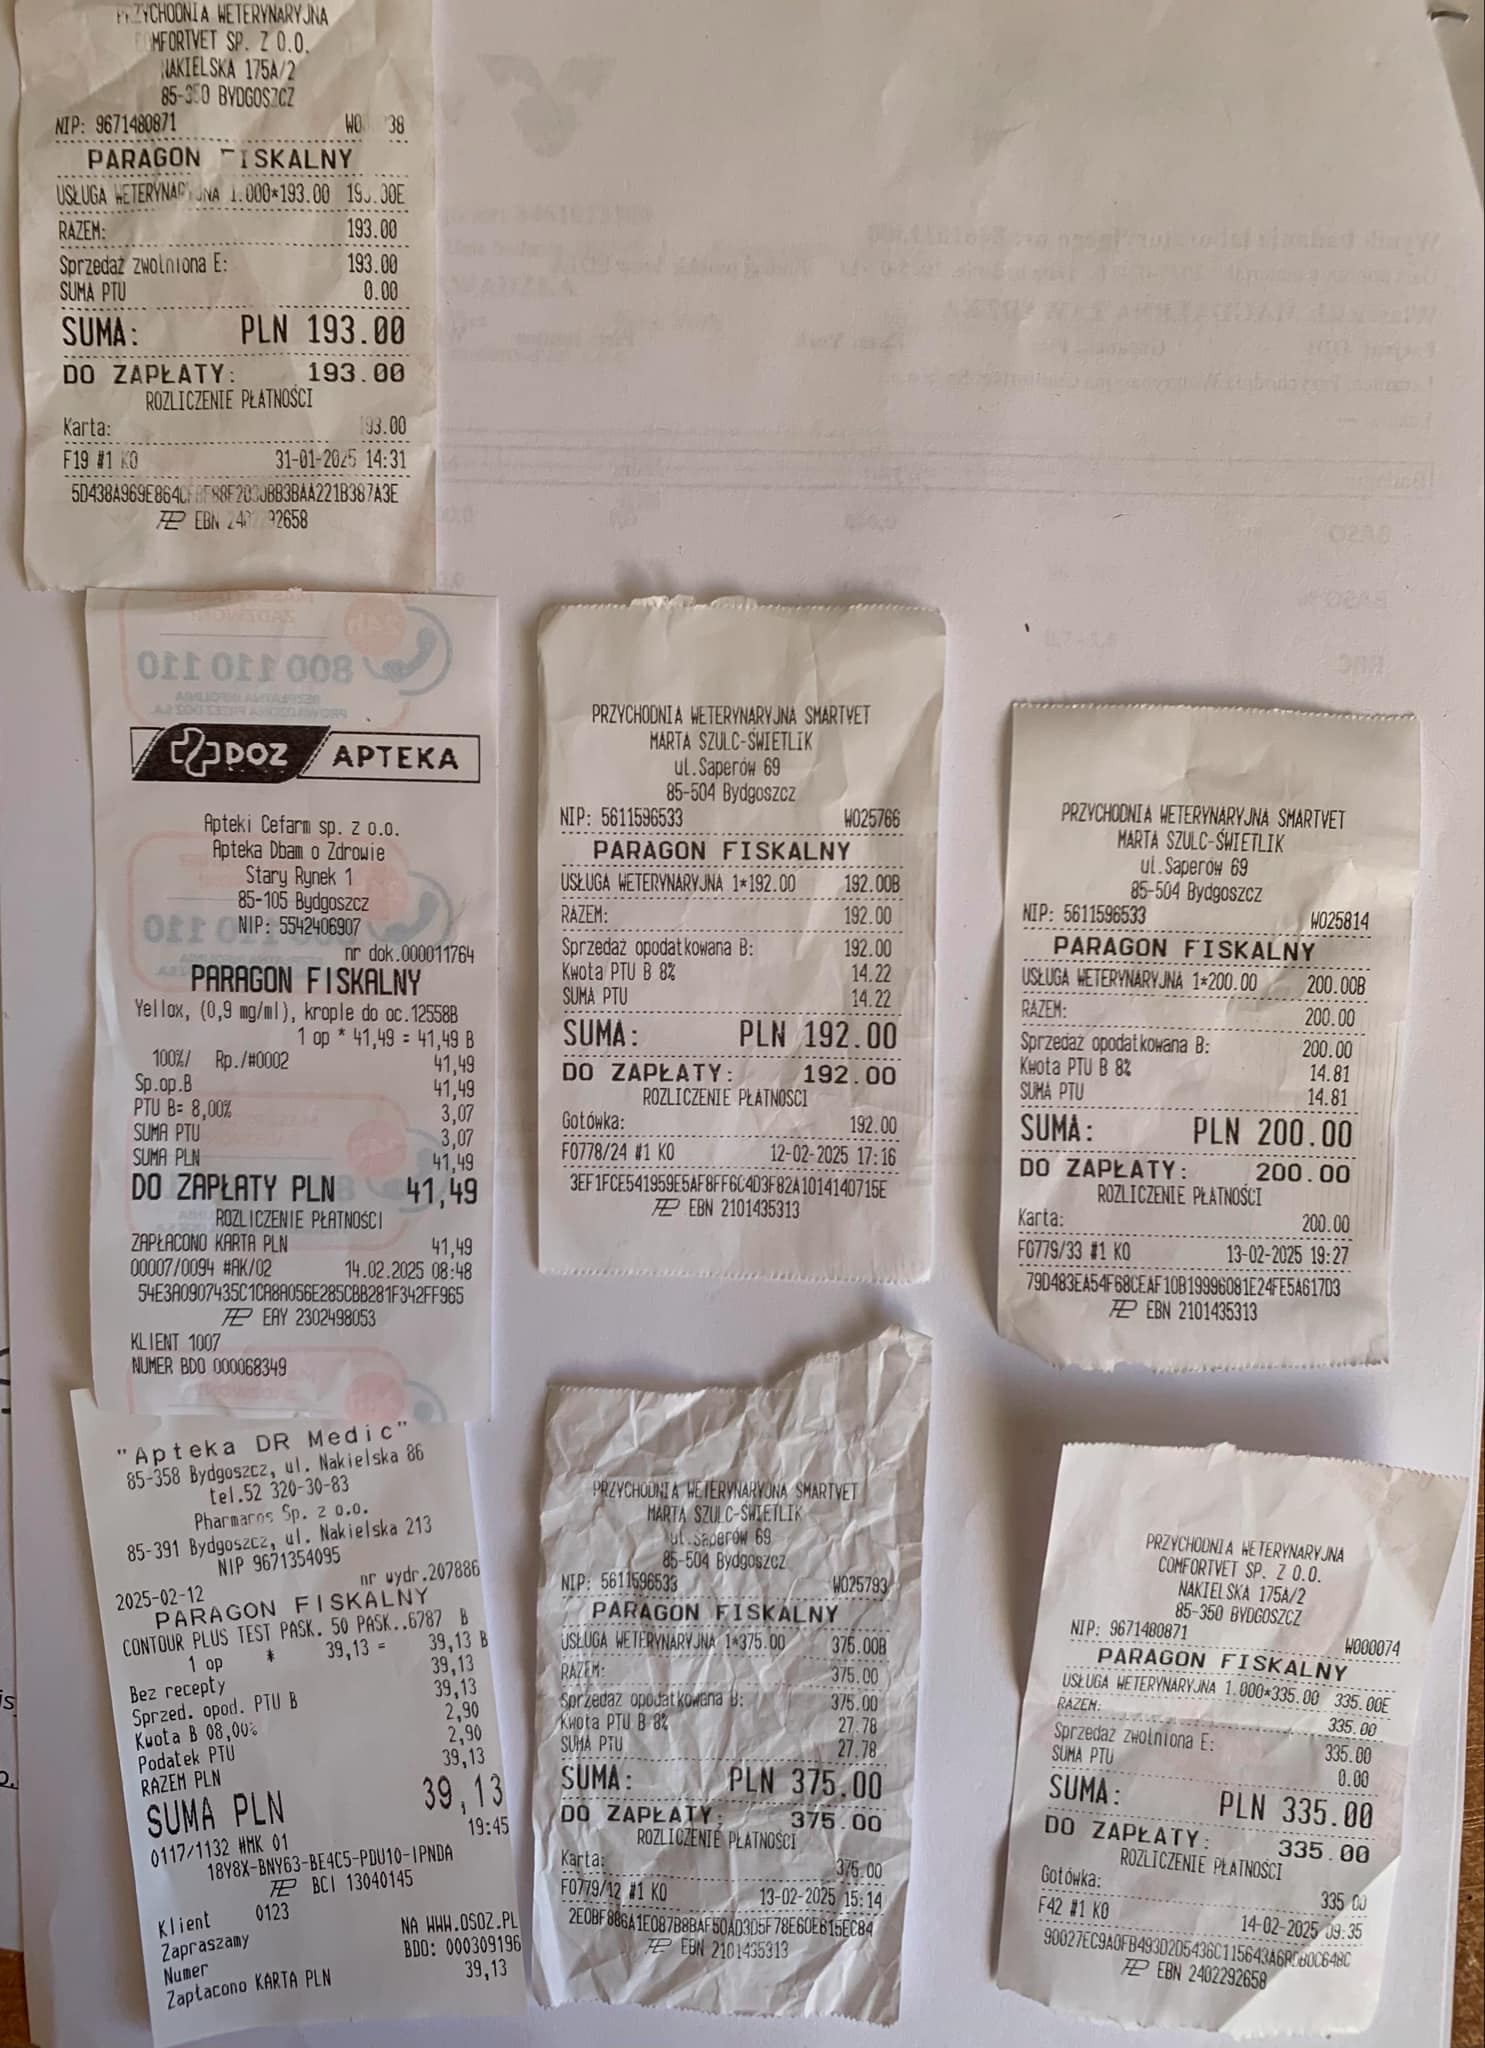 PRZYCHODNIA WETERYNARYJNA
COMFORTVET SP. Z O.O.
NAKIELSKA 175A/2
85-350 BYDGOSZCZ
NIP: 9671480871
PARAGON FISKALNY
USŁUGA WETERYNARYJNA 1.000*193.00 193.00E
RAZEM: 193.00
Sprzedaż zwolniona E: 193.00
SUMA PTU 0.00
SUMA: PLN 193.00
DO ZAPŁATY: 193.00
ROZLICZENIE PŁATNOŚCI
Karta: 193.00
F19 #1 KO 31-01-2025 14:31
EBN 2402292658
800 110 110
DOZ APTEKA
Apteki Cefarm sp. z o.o.
Apteka Dbam o Zdrowie
Stary Rynek 1
85-105 Bydgoszcz
NIP: 5542406907
nr dok.000011764
PARAGON FISKALNY
Yellox, (0,9 mg/ml), krople do oc.12558B
1 op * 41,49 = 41,49 B
100%/ Rp./#0002 41,49
Sp.op.B 41,49
PTU B= 8,00% 3,07
SUMA PTU 3,07
SUMA PLN 41,49
DO ZAPŁATY PLN 41,49
ROZLICZENIE PŁATNOŚCI
ZAPŁACONO KARTA PLN 41,49
00007/0094 #AK/02 14.02.2025 08:48
54E3A0907435C1CA8A056E285CBB281F342FF965
EAY 2302498053
KLIENT 1007
NUMER BDO 000068349
PRZYCHODNIA WETERYNARYJNA SMARTVET
MARTA SZULC-ŚWIETLIK
ul.Saperów 69
85-504 Bydgoszcz
NIP: 5611596533 W025766
PARAGON FISKALNY
USŁUGA WETERYNARYJNA 1*192.00 192.00B
RAZEM: 192.00
Sprzedaż opodatkowana B: 192.00
Kwota PTU B 8% 14.22
SUMA PTU 14.22
SUMA: PLN 192.00
DO ZAPŁATY: 192.00
ROZLICZENIE PŁATNOŚCI
Gotówka: 192.00
F0778/24 #1 KO 12-02-2025 17:16
3EF1FCE541959E5AF8FF6C4D3F82A1014140715E
EBN 2101435313
PRZYCHODNIA WETERYNARYJNA SMARTVET
MARTA SZULC-ŚWIETLIK
ul.Saperów 69
85-504 Bydgoszcz
NIP: 5611596533 W025814
PARAGON FISKALNY
USŁUGA WETERYNARYJNA 1*200.00 200.00B
RAZEM: 200.00
Sprzedaż opodatkowana B: 200.00
Kwota PTU B 8% 14.81
SUMA PTU 14.81
SUMA: PLN 200.00
DO ZAPŁATY: 200.00
ROZLICZENIE PŁATNOŚCI
Karta: 200.00
F0779/33 #1 KO 13-02-2025 19:27
79D483EA54F68CEAF10B19996081E24FE5A617D3
EBN 2101435313
"Apteka DR Medic"
85-358 Bydgoszcz, ul. Nakielska 86
tel.52 320-30-83
Pharmaros Sp. z o.o.
85-391 Bydgoszcz, ul. Nakielska 213
NIP 9671354095
2025-02-12 nr wydr.207886
PARAGON FISKALNY
CONTOUR PLUS TEST PASK. 50 PASK..6787 B
1 op * 39,13 = 39,13 B
Bez recepty 39,13
Sprzed. opod. PTU B 39,13
Kwota B 08,00% 2,90
Podatek PTU 2,90
RAZEM PLN 39,13
SUMA PLN 39,13
0117/1132 #MK 01 19:45
18Y8X-BNY63-BE4C5-PDU10-IPNDA
BCI 13040145
Klient 0123
Zapraszamy NA WWW.OSOZ.PL
Numer BDO: 000309196
Zapłacono KARTA PLN 39,13
PRZYCHODNIA WETERYNARYJNA SMARTVET
MARTA SZULC-ŚWIETLIK
ul.Saperów 69
85-504 Bydgoszcz
NIP: 5611596533 W025793
PARAGON FISKALNY
USŁUGA WETERYNARYJNA 1*375.00 375.00B
RAZEM: 375.00
Sprzedaż opodatkowana B: 375.00
Kwota PTU B 8% 27.78
SUMA PTU 27.78
SUMA: PLN 375.00
DO ZAPŁATY: 375.00
ROZLICZENIE PŁATNOŚCI
Karta: 375.00
F0779/12 #1 KO 13-02-2025 15:14
2E0BF886A1E087B8BAF50AD3D5F78E60E615EC84
EBN 2101435313
PRZYCHODNIA WETERYNARYJNA
COMFORTVET SP. Z O.O.
NAKIELSKA 175A/2
85-350 BYDGOSZCZ
NIP: 9671480871 W000074
PARAGON FISKALNY
USŁUGA WETERYNARYJNA 1.000*335.00 335.00E
RAZEM: 335.00
Sprzedaż zwolniona E: 335.00
SUMA PTU 0.00
SUMA: PLN 335.00
DO ZAPŁATY: 335.00
ROZLICZENIE PŁATNOŚCI
Gotówka: 335.00
F42 #1 KO 14-02-2025 09:35
EBN 2402292658